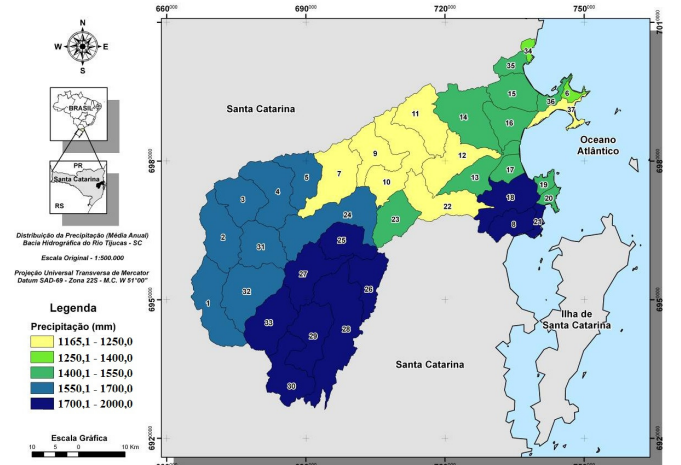 N
W
E
S
BRASIL
PR
Santa Catarina
RS
Distribuição da Precipitação (Média Anual)
Bacia Hidrográfica do Rio Tijucas - SC
Escala Original - 1:500.000
Projeção Universal Transversa de Mercator
Datum SAD-69 - Zona 22S - M.C. W 51°00"
Legenda
Precipitação (mm)
1165,1 - 1250,0
1250,1 - 1400,0
1400,1 - 1550,0
1550,1 - 1700,0
1700,1 - 2000,0
Escala Gráfica
10 5 0 10 Km
660000
690000
720000
750000
Santa Catarina
Oceano
Atlântico
Ilha de
Santa Catarina
Santa Catarina
34
35
15
36
6
37
11
14
16
9
12
7
5
10
13
17
4
3
19
20
18
22
24
23
8
21
2
31
25
27
26
32
1
33
28
29
30